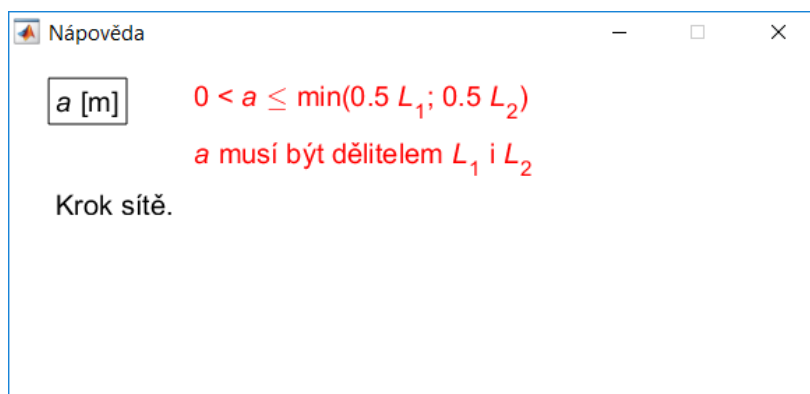 Nápověda
a [m] 0 < a ≤ min(0.5 L₁; 0.5 L₂)
a musí být dělitelem L₁ i L₂
Krok sítě.